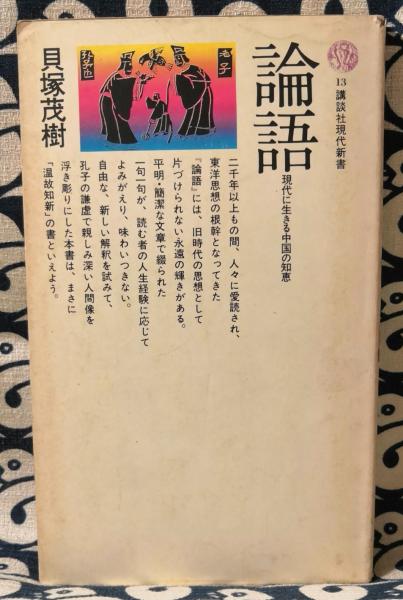 13 講談社現代新書
論語
現代に生きる中国の知恵
老子
孔子
貝塚茂樹
二千年以上もの間、人々に愛読され、
東洋思想の根幹となってきた
『論語』には、旧時代の思想として
片づけられない永遠の輝きがある。
平明・簡潔な文章で綴られた
一句一句が、読む者の人生経験に応じて
よみがえり、味わいつきない。
自由な、新しい解釈を試みて、
孔子の謙虚で親しみ深い人間像を
浮き彫りにした本書は、まさに
「温故知新」の書といえよう。